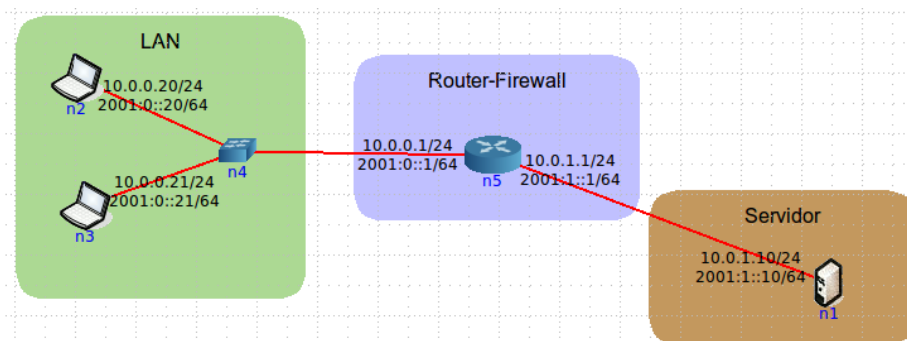 LAN
10.0.0.20/24
2001:0::20/64
n2
n4
10.0.0.21/24
2001:0::21/64
n3
Router-Firewall
10.0.0.1/24
2001:0::1/64
10.0.1.1/24
2001:1::1/64
n5
Servidor
10.0.1.10/24
2001:1::10/64
n1